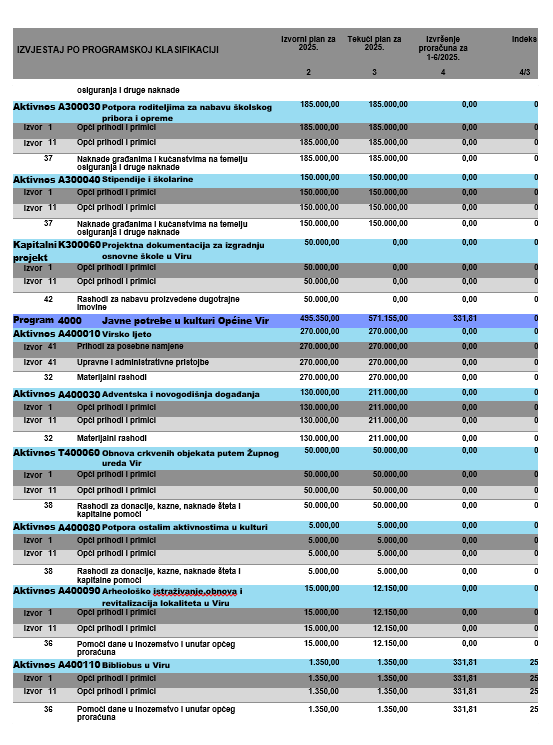 IZVJESTAJ PO PROGRAMSKOJ KLASIFIKACIJI Izvorni plan za 2025. Tekući plan za 2025. Izvršenje proračuna za 1-6/2025. Indeks
2 3 4 4/3
osiguranja i druge naknade
Aktivnos A300030 Potpora roditeljima za nabavu školskog 185.000,00 185.000,00 0,00 0
pribora i opreme
Izvor 1 Opći prihodi i primici 185.000,00 185.000,00 0,00 0
Izvor 11 Opći prihodi i primici 185.000,00 185.000,00 0,00 0
37 Naknade građanima i kućanstvima na temelju 185.000,00 185.000,00 0,00 0
osiguranja i druge naknade
Aktivnos A300040 Stipendije i školarine 150.000,00 150.000,00 0,00 0
Izvor 1 Opći prihodi i primici 150.000,00 150.000,00 0,00 0
Izvor 11 Opći prihodi i primici 150.000,00 150.000,00 0,00 0
37 Naknade građanima i kućanstvima na temelju 150.000,00 150.000,00 0,00 0
osiguranja i druge naknade
Kapitalni K300060 Projektna dokumentacija za izgradnju 50.000,00 0,00 0,00 0
projekt osnovne škole u Viru
Izvor 1 Opći prihodi i primici 50.000,00 0,00 0,00 0
Izvor 11 Opći prihodi i primici 50.000,00 0,00 0,00 0
42 Rashodi za nabavu proizvedene dugotrajne 50.000,00 0,00 0,00 0
imovine
Program 4000 Javne potrebe u kulturi Općine Vir 495.350,00 571.155,00 331,81 0
Aktivnos A400010 Virsko ljeto 270.000,00 270.000,00 0,00 0
Izvor 41 Prihodi za posebne namjene 270.000,00 270.000,00 0,00 0
Izvor 41 Upravne i administrativne pristojbe 270.000,00 270.000,00 0,00 0
32 Materijalni rashodi 270.000,00 270.000,00 0,00 0
Aktivnos A400030 Adventska i novogodišnja događanja 130.000,00 211.000,00 0,00 0
Izvor 1 Opći prihodi i primici 130.000,00 211.000,00 0,00 0
Izvor 11 Opći prihodi i primici 130.000,00 211.000,00 0,00 0
32 Materijalni rashodi 130.000,00 211.000,00 0,00 0
Aktivnos T400060 Obnova crkvenih objekata putem Župnog 50.000,00 50.000,00 0,00 0
ureda Vir
Izvor 1 Opći prihodi i primici 50.000,00 50.000,00 0,00 0
Izvor 11 Opći prihodi i primici 50.000,00 50.000,00 0,00 0
38 Rashodi za donacije, kazne, naknade šteta i 50.000,00 50.000,00 0,00 0
kapitalne pomoći
Aktivnos A400080 Potpora ostalim aktivnostima u kulturi 5.000,00 5.000,00 0,00 0
Izvor 1 Opći prihodi i primici 5.000,00 5.000,00 0,00 0
Izvor 11 Opći prihodi i primici 5.000,00 5.000,00 0,00 0
38 Rashodi za donacije, kazne, naknade šteta i 5.000,00 5.000,00 0,00 0
kapitalne pomoći
Aktivnos A400090 Arheološko istraživanje,obnova i 15.000,00 12.150,00 0,00 0
revitalizacija lokaliteta u Viru
Izvor 1 Opći prihodi i primici 15.000,00 12.150,00 0,00 0
Izvor 11 Opći prihodi i primici 15.000,00 12.150,00 0,00 0
36 Pomoći dane u inozemstvo i unutar općeg 15.000,00 12.150,00 0,00 0
proračuna
Aktivnos A400110 Bibliobus u Viru 1.350,00 1.350,00 331,81 25
Izvor 1 Opći prihodi i primici 1.350,00 1.350,00 331,81 25
Izvor 11 Opći prihodi i primici 1.350,00 1.350,00 331,81 25
36 Pomoći dane u inozemstvo i unutar općeg 1.350,00 1.350,00 331,81 25
proračuna